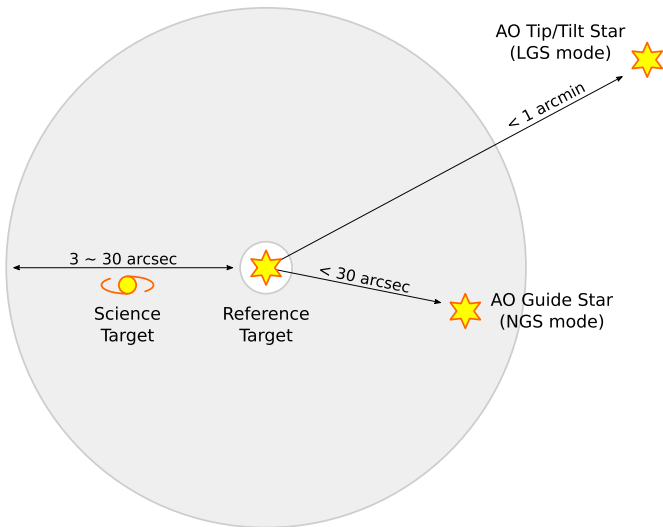 AO Tip/Tilt Star
(LGS mode)
< 1 arcmin
3 ~ 30 arcsec
< 30 arcsec
Science
Target
Reference
Target
AO Guide Star
(NGS mode)